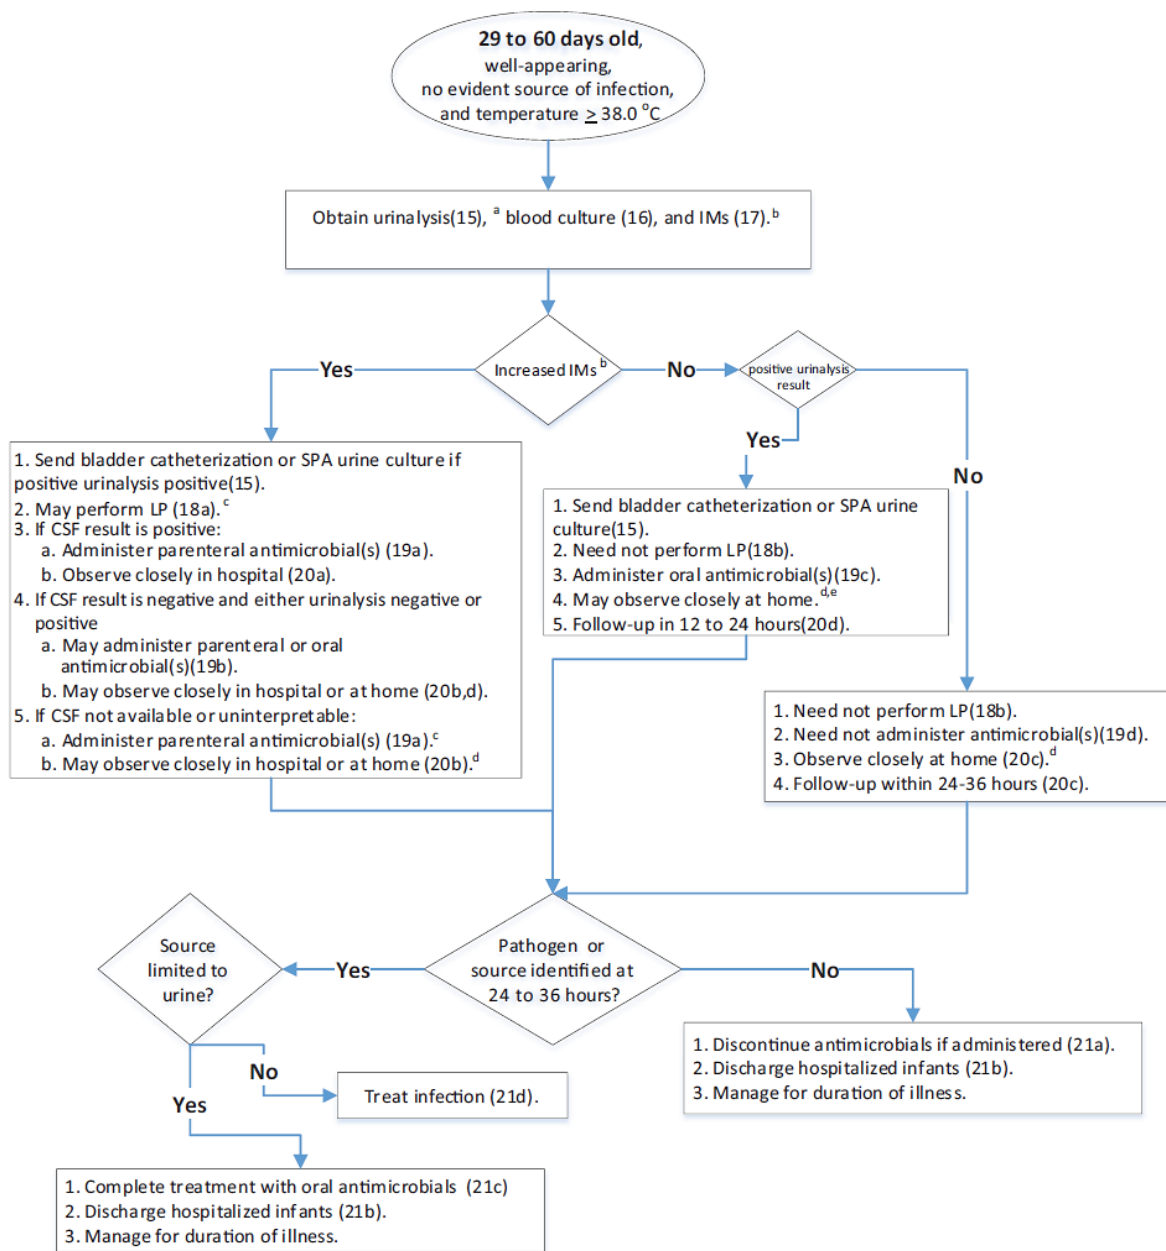 29 to 60 days old,
well-appearing,
no evident source of infection,
and temperature ≥ 38.0 °C
Obtain urinalysis(15), a blood culture (16), and IMs (17).b
Increased IMs b
Yes
No
positive urinalysis
result
Yes
No
1. Send bladder catheterization or SPA urine culture if
positive urinalysis positive(15).
2. May perform LP (18a).c
3. If CSF result is positive:
a. Administer parenteral antimicrobial(s) (19a).
b. Observe closely in hospital (20a).
4. If CSF result is negative and either urinalysis negative or
positive
a. May administer parenteral or oral
antimicrobial(s)(19b).
b. May observe closely in hospital or at home (20b,d).
5. If CSF not available or uninterpretable:
a. Administer parenteral antimicrobial(s) (19a).c
b. May observe closely in hospital or at home (20b).d
1. Send bladder catheterization or SPA urine
culture(15).
2. Need not perform LP(18b).
3. Administer oral antimicrobial(s)(19c).
4. May observe closely at home.d,e
5. Follow-up in 12 to 24 hours(20d).
1. Need not perform LP(18b).
2. Need not administer antimicrobial(s)(19d).
3. Observe closely at home (20c).d
4. Follow-up within 24-36 hours (20c).
Pathogen or
source identified at
24 to 36 hours?
Yes
No
Source
limited to
urine?
No
Yes
Treat infection (21d).
1. Discontinue antimicrobials if administered (21a).
2. Discharge hospitalized infants (21b).
3. Manage for duration of illness.
1. Complete treatment with oral antimicrobials (21c)
2. Discharge hospitalized infants (21b).
3. Manage for duration of illness.